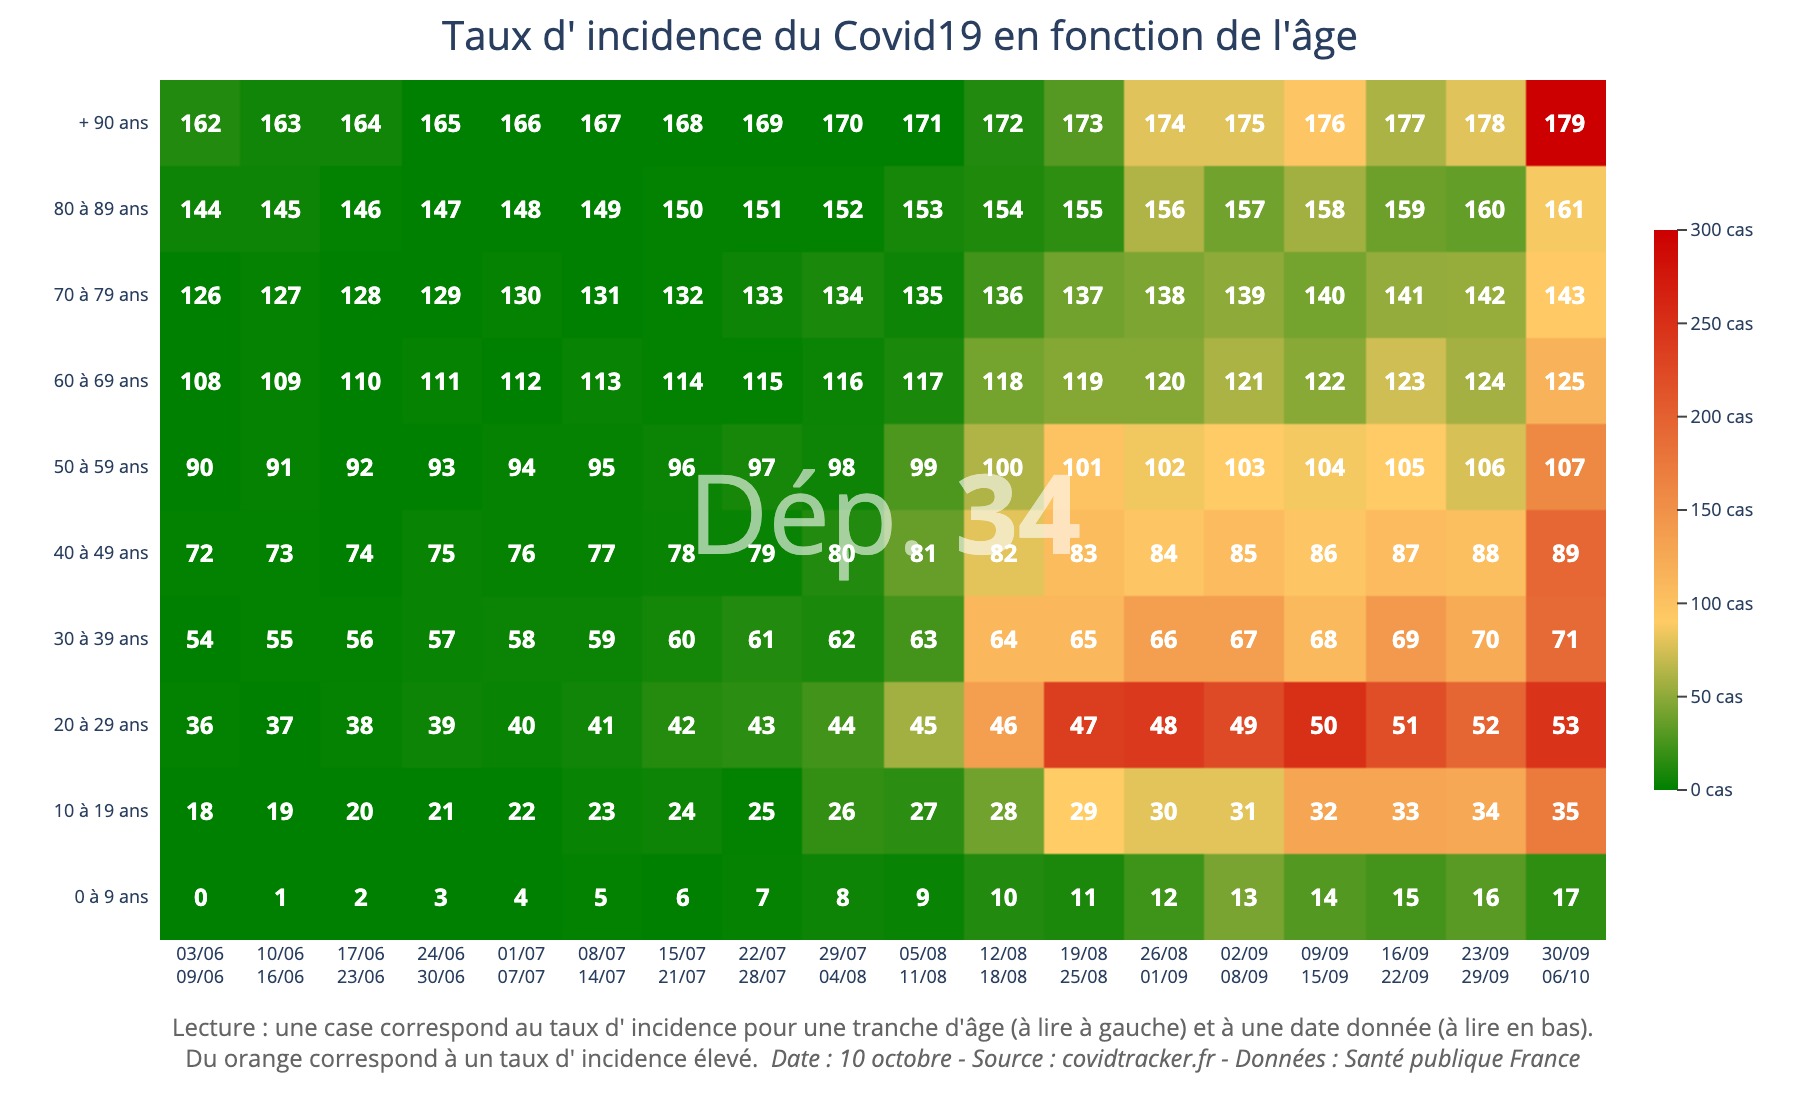 Taux d' incidence du Covid19 en fonction de l'âge
+ 90 ans 162 163 164 165 166 167 168 169 170 171 172 173 174 175 176 177 178 179
80 à 89 ans 144 145 146 147 148 149 150 151 152 153 154 155 156 157 158 159 160 161
300 cas
70 à 79 ans 126 127 128 129 130 131 132 133 134 135 136 137 138 139 140 141 142 143
250 cas
60 à 69 ans 108 109 110 111 112 113 114 115 116 117 118 119 120 121 122 123 124 125
200 cas
50 à 59 ans 90 91 92 93 94 95 96 97 98 99 100 101 102 103 104 105 106 107
Dép. 34
150 cas
40 à 49 ans 72 73 74 75 76 77 78 79 80 81 82 83 84 85 86 87 88 89
100 cas
30 à 39 ans 54 55 56 57 58 59 60 61 62 63 64 65 66 67 68 69 70 71
50 cas
20 à 29 ans 36 37 38 39 40 41 42 43 44 45 46 47 48 49 50 51 52 53
0 cas
10 à 19 ans 18 19 20 21 22 23 24 25 26 27 28 29 30 31 32 33 34 35
0 à 9 ans 0 1 2 3 4 5 6 7 8 9 10 11 12 13 14 15 16 17
03/06 10/06 17/06 24/06 01/07 08/07 15/07 22/07 29/07 05/08 12/08 19/08 26/08 02/09 09/09 16/09 23/09 30/09
09/06 16/06 23/06 30/06 07/07 14/07 21/07 28/07 04/08 11/08 18/08 25/08 01/09 08/09 15/09 22/09 29/09 06/10
Lecture : une case correspond au taux d' incidence pour une tranche d'âge (à lire à gauche) et à une date donnée (à lire en bas).
Du orange correspond à un taux d' incidence élevé. Date : 10 octobre - Source : covidtracker.fr - Données : Santé publique France